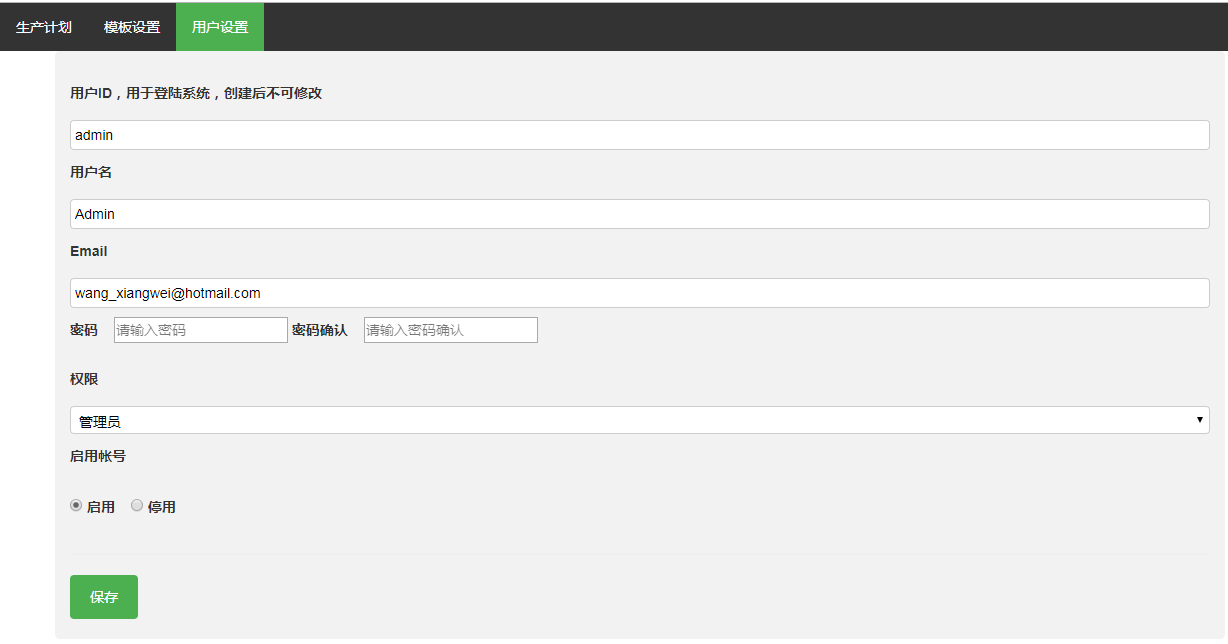 生产计划 模板设置 用户设置
用户ID，用于登陆系统，创建后不可修改
admin
用户名
Admin
Email
wang_xiangwei@hotmail.com
密码 请输入密码 密码确认 请输入密码确认
权限
管理员
启用帐号
启用 停用
保存